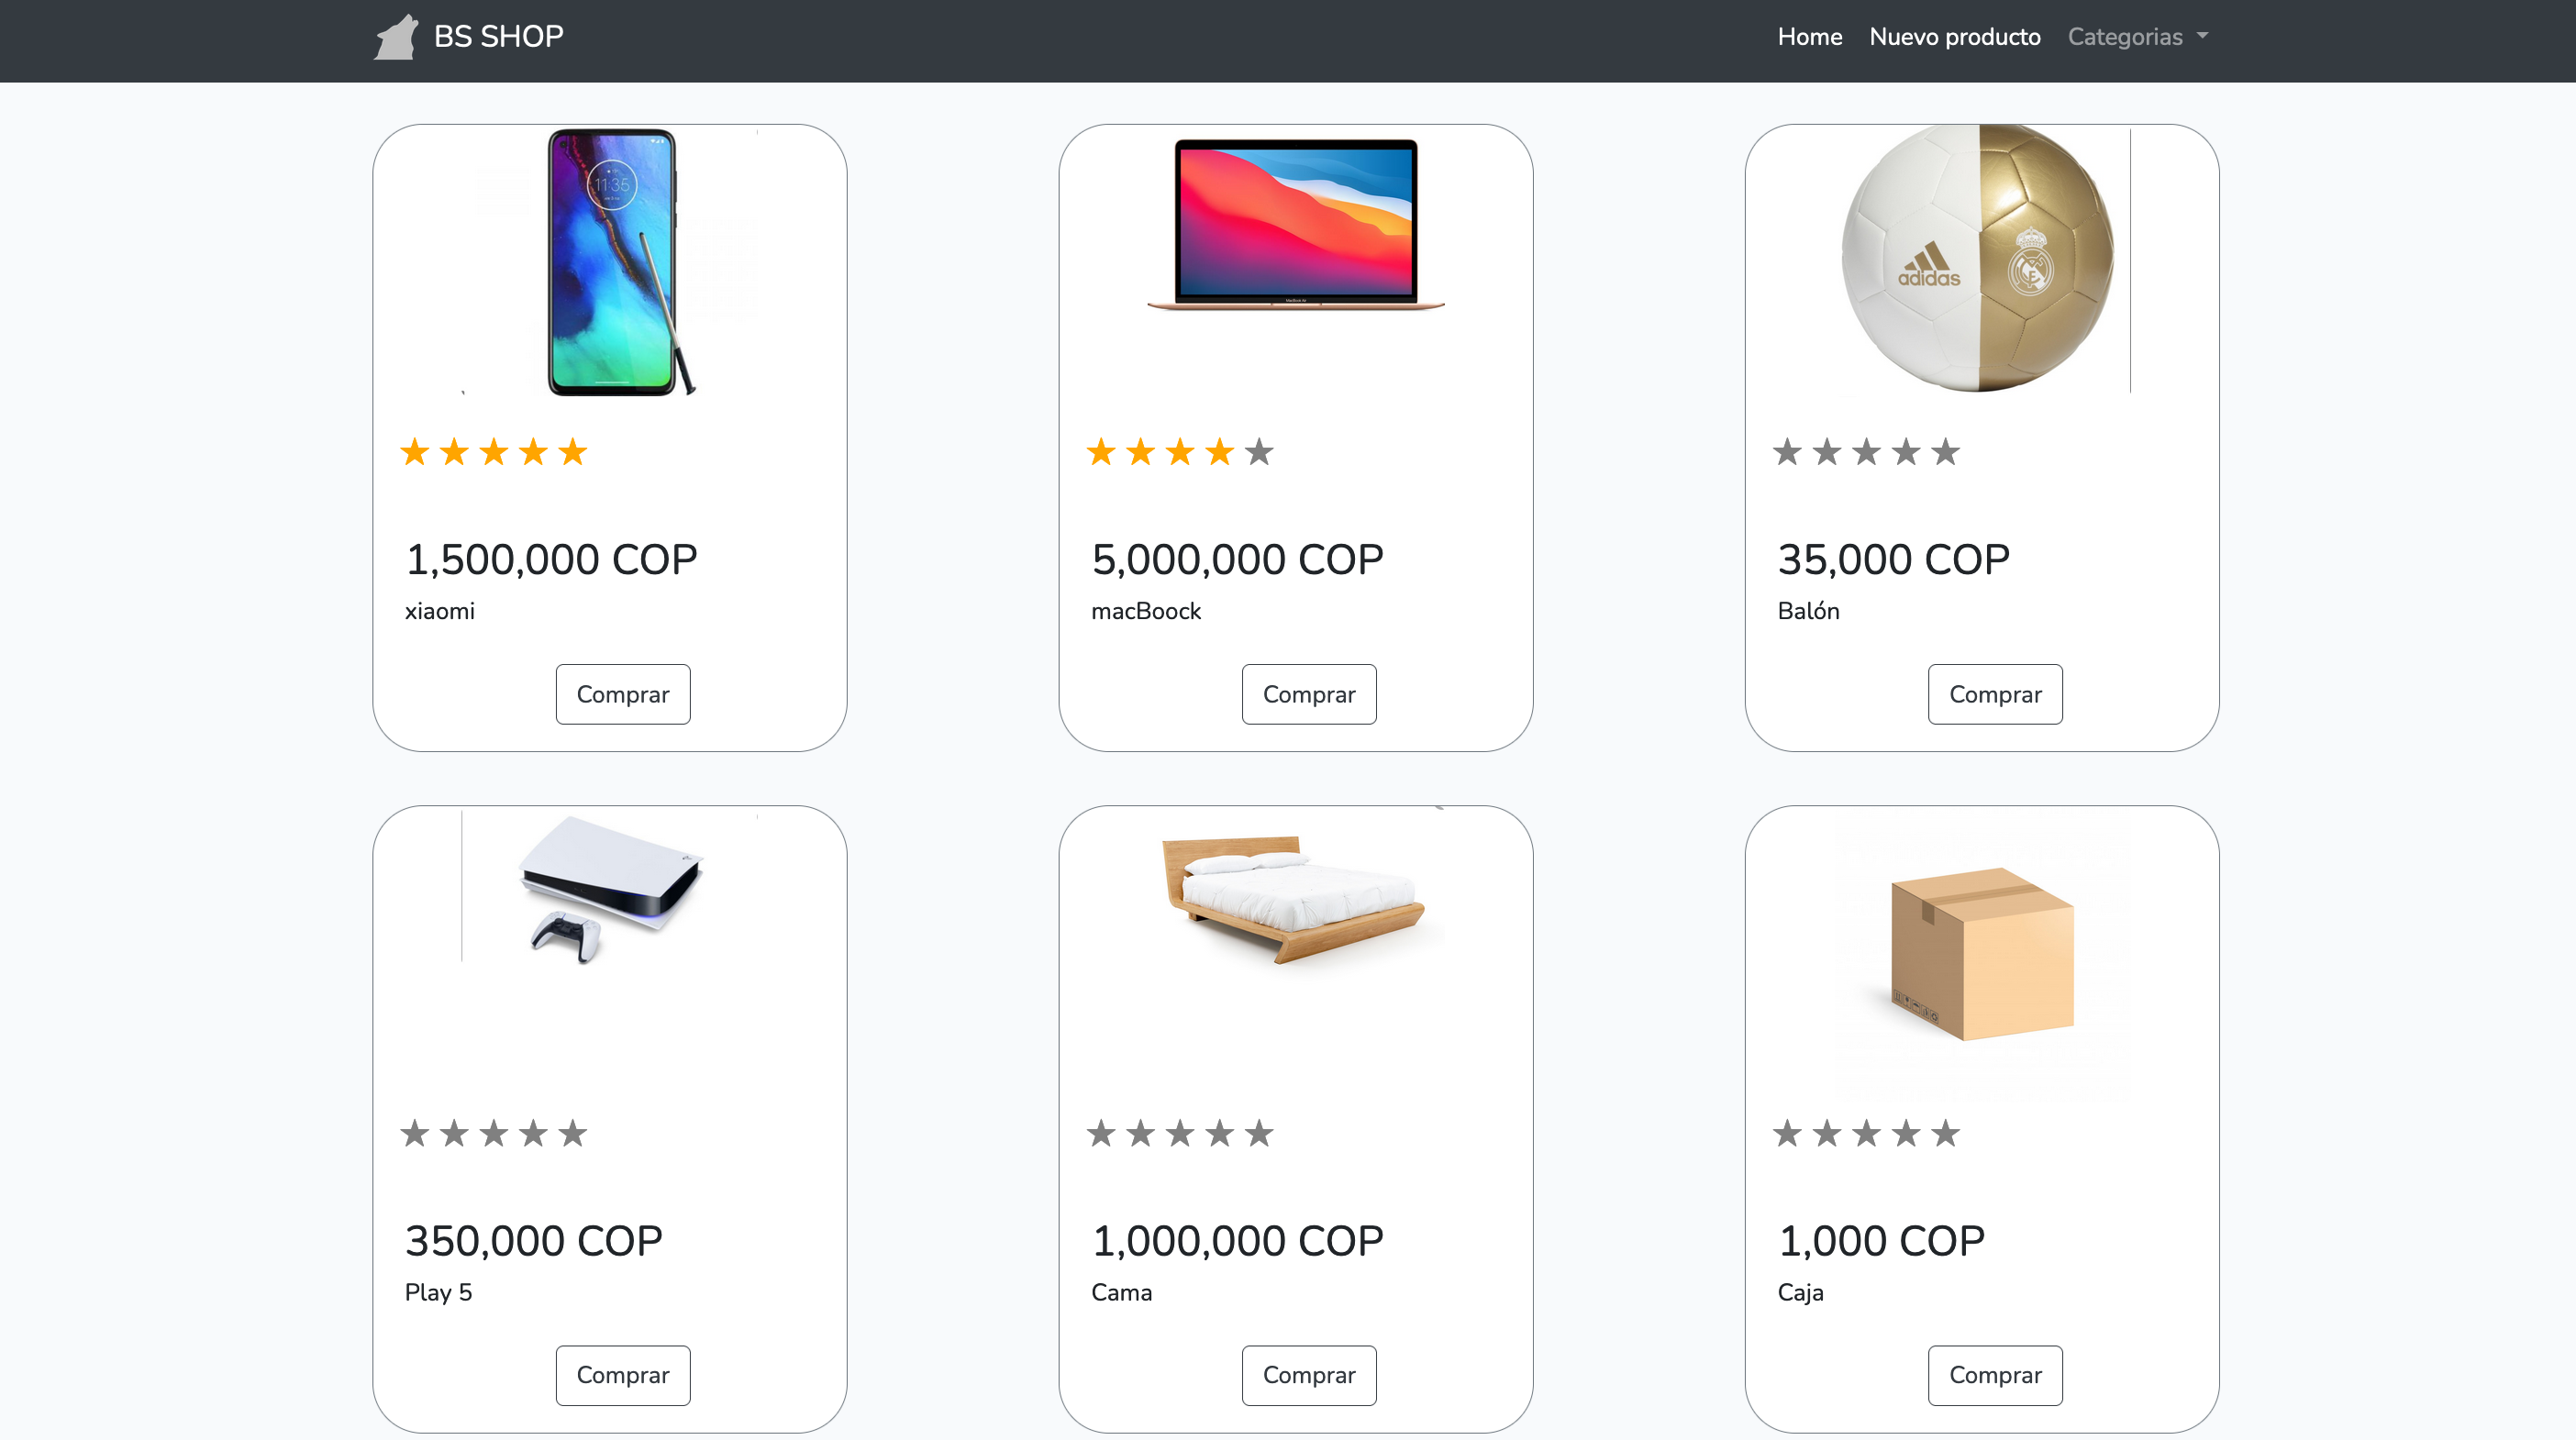 BS SHOP
Home Nuevo producto Categorias
11:35
adidas
1,500,000 COP
xiaomi
Comprar
5,000,000 COP
macBoock
Comprar
35,000 COP
Balón
Comprar
350,000 COP
Play 5
Comprar
1,000,000 COP
Cama
Comprar
1,000 COP
Caja
Comprar